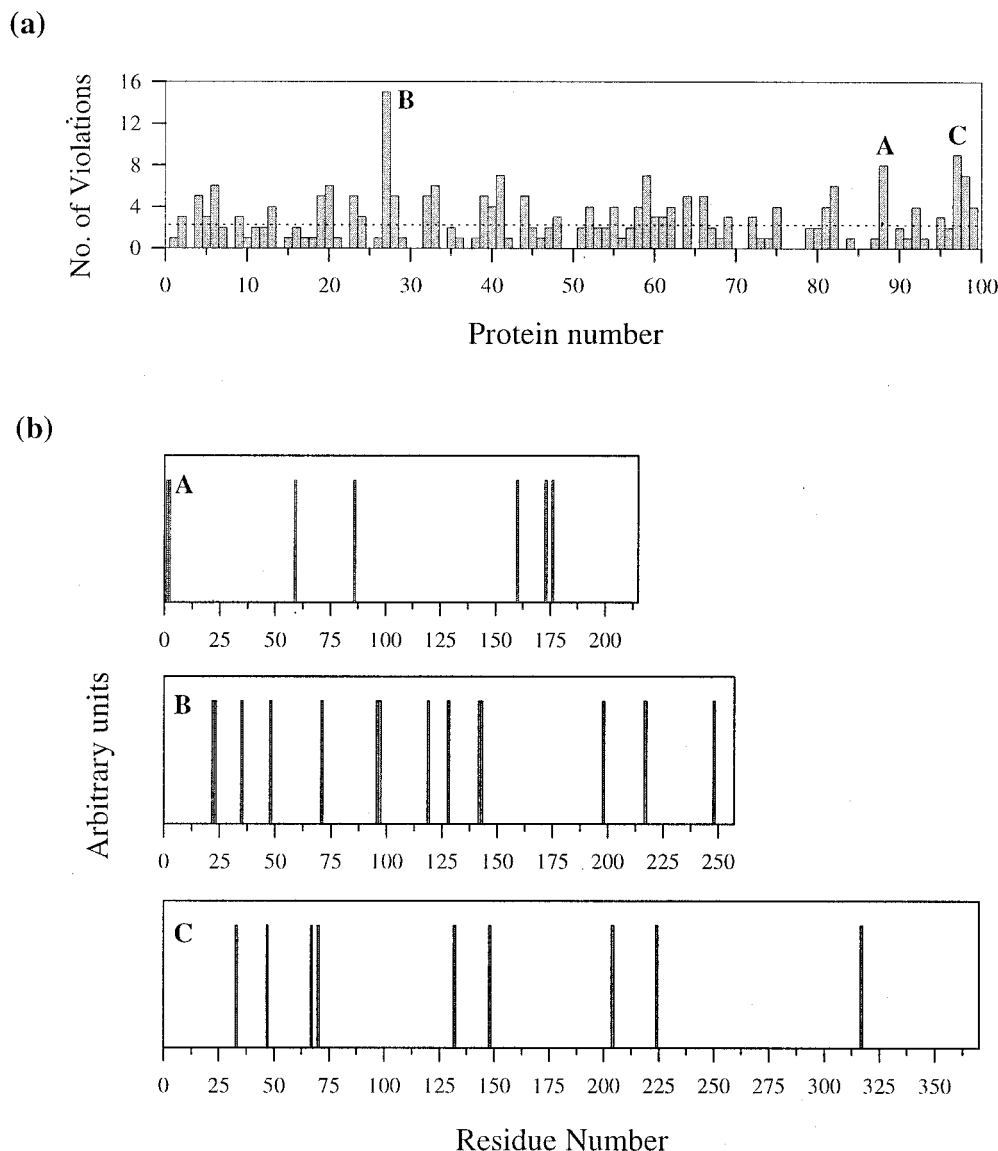 (a)
No. of Violations
16
12
8
4
0
B
A
C
0 10 20 30 40 50 60 70 80 90 100
Protein number
(b)
Arbitrary units
A
0 25 50 75 100 125 150 175 200
B
0 25 50 75 100 125 150 175 200 225 250
C
0 25 50 75 100 125 150 175 200 225 250 275 300 325 350
Residue Number